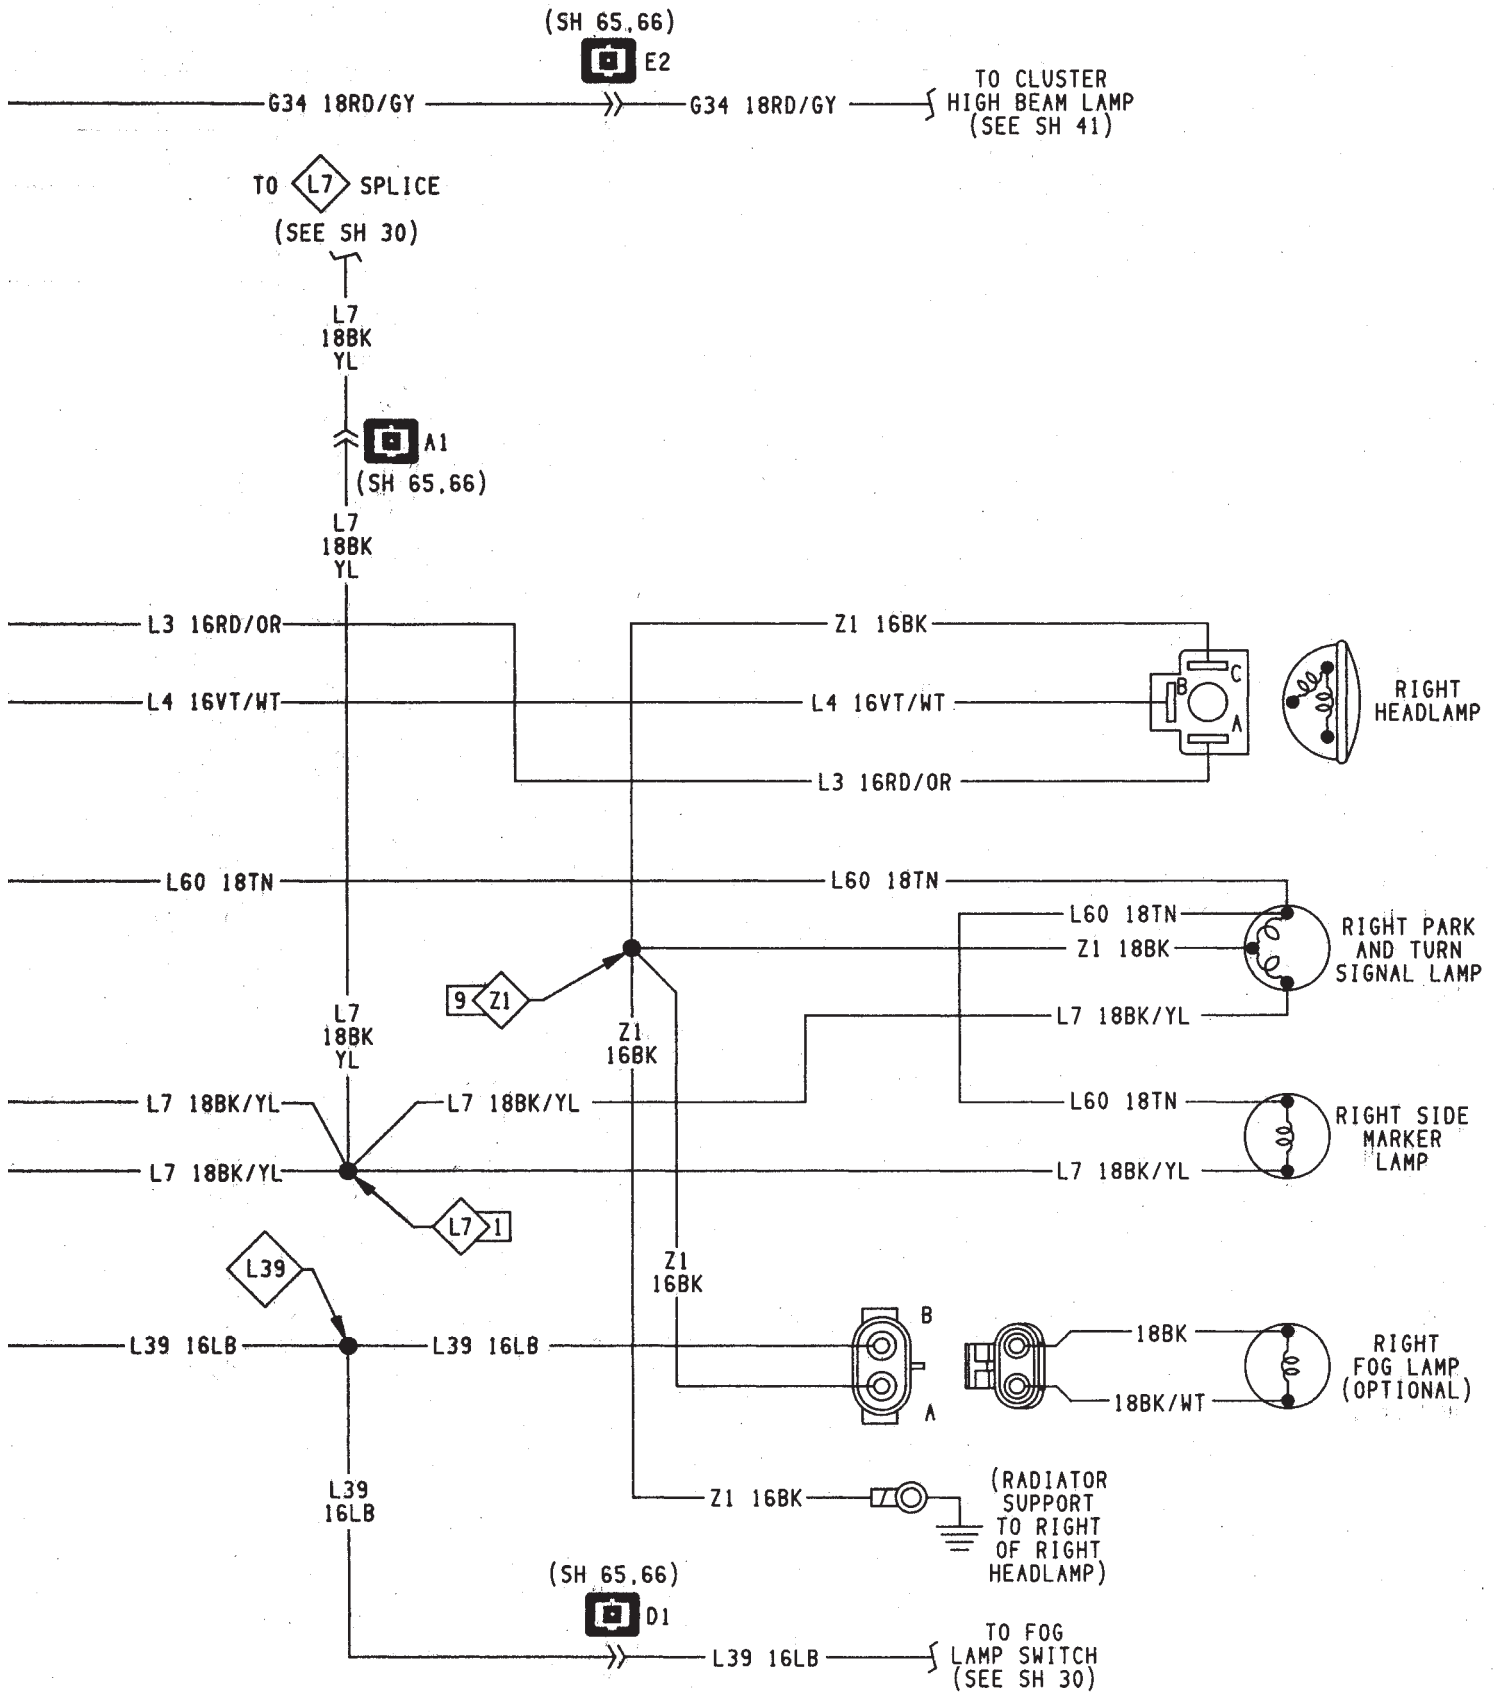 (SH 65,66)
E2
G34 18RD/GY
G34 18RD/GY
TO CLUSTER
HIGH BEAM LAMP
(SEE SH 41)
TO L7 SPLICE
(SEE SH 30)
L7
18BK
YL
A1
(SH 65,66)
L7
18BK
YL
L3 16RD/OR
Z1 16BK
C
B
A
L4 16VT/WT
L4 16VT/WT
RIGHT
HEADLAMP
L3 16RD/OR
L60 18TN
L60 18TN
L60 18TN
Z1 18BK
RIGHT PARK
AND TURN
SIGNAL LAMP
9 Z1
L7
18BK
YL
Z1
16BK
L7 18BK/YL
L7 18BK/YL
L7 18BK/YL
L60 18TN
RIGHT SIDE
MARKER
LAMP
L7 18BK/YL
L7 18BK/YL
L7 1
L39
Z1
16BK
B
L39 16LB
L39 16LB
18BK
A
18BK/WT
RIGHT
FOG LAMP
(OPTIONAL)
L39
16LB
Z1 16BK
(RADIATOR
SUPPORT
TO RIGHT
OF RIGHT
HEADLAMP)
(SH 65,66)
D1
L39 16LB
TO FOG
LAMP SWITCH
(SEE SH 30)